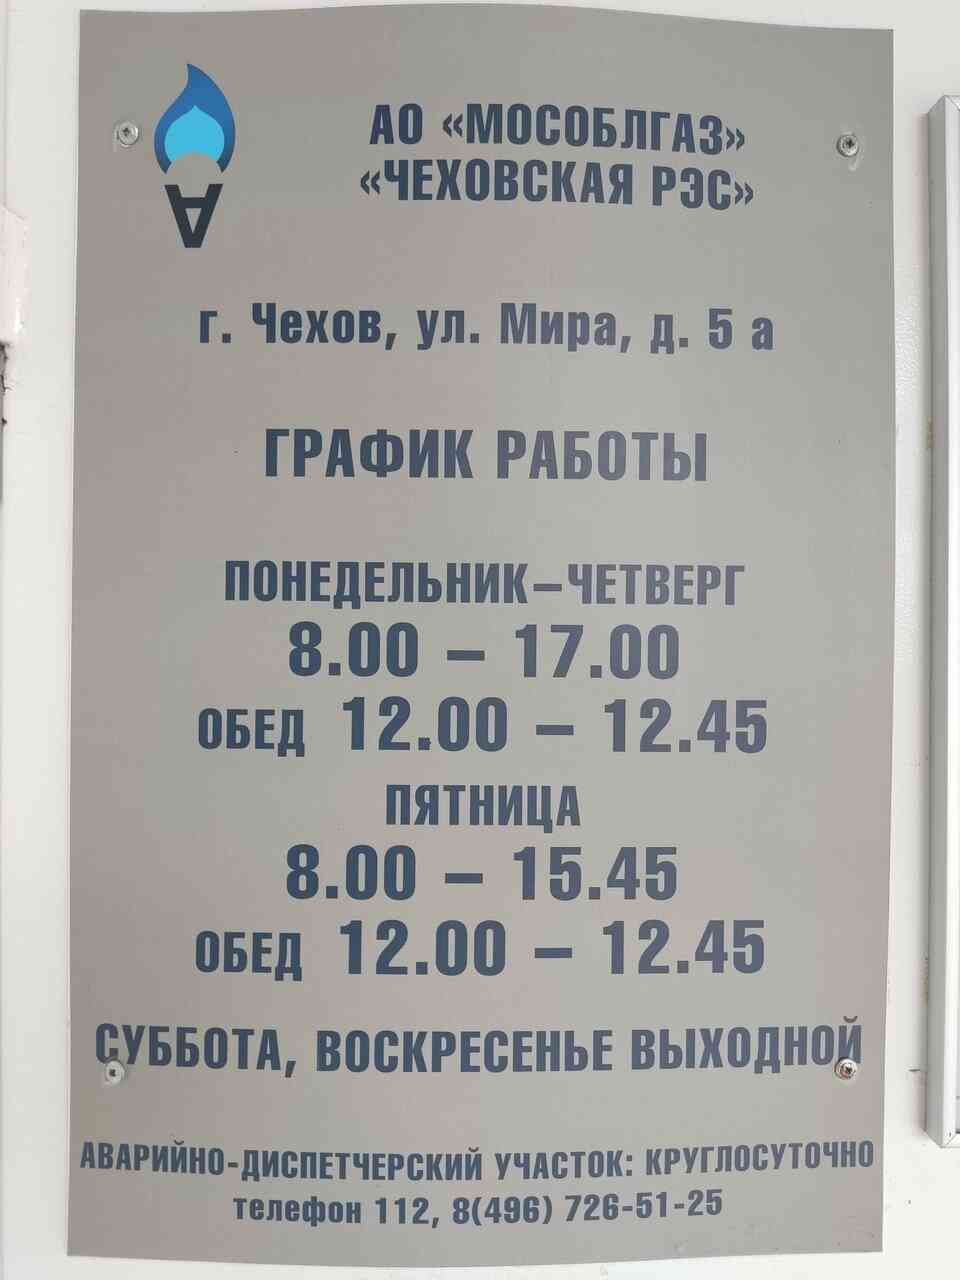 АО «МОСОБЛГАЗ»
«ЧЕХОВСКАЯ РЭС»
г. Чехов, ул. Мира, д. 5 а
ГРАФИК РАБОТЫ
ПОНЕДЕЛЬНИК–ЧЕТВЕРГ
8.00 – 17.00
ОБЕД 12.00 – 12.45
ПЯТНИЦА
8.00 – 15.45
ОБЕД 12.00 – 12.45
СУББОТА, ВОСКРЕСЕНЬЕ ВЫХОДНОЙ
АВАРИЙНО-ДИСПЕТЧЕРСКИЙ УЧАСТОК: КРУГЛОСУТОЧНО
телефон 112, 8(496) 726-51-25